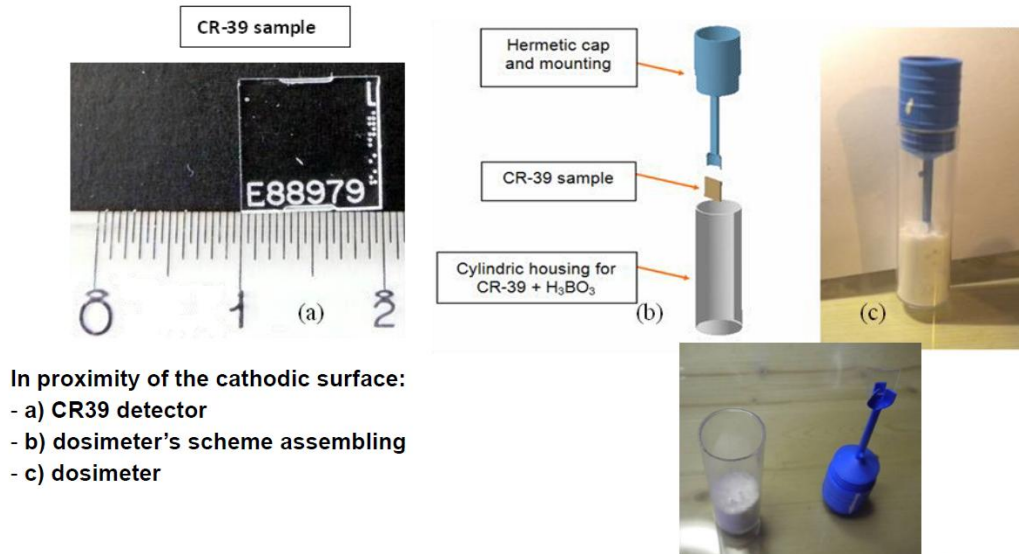 CR-39 sample
E88979
0 1 2
(a)
Hermetic cap
and mounting
CR-39 sample
Cylindric housing for
CR-39 + H₃BO₃
(b)
(c)
In proximity of the cathodic surface:
- a) CR39 detector
- b) dosimeter's scheme assembling
- c) dosimeter